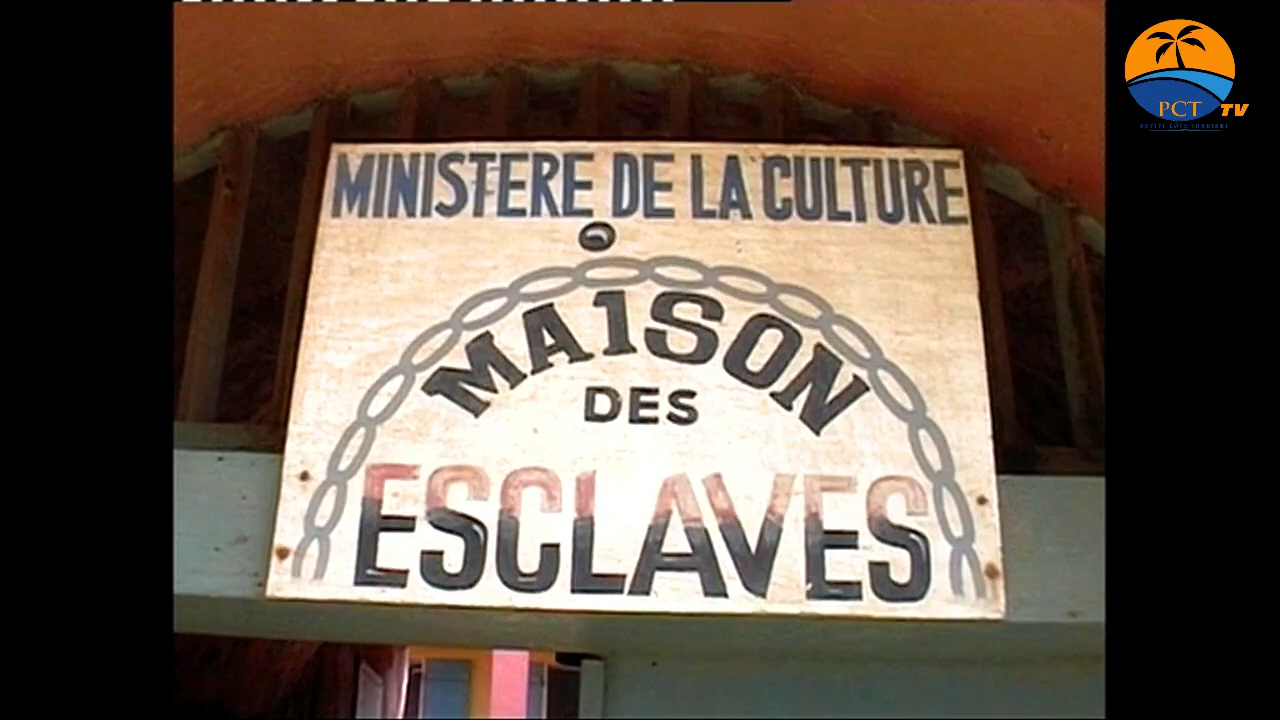 MINISTERE DE LA CULTURE
MAISON
DES
ESCLAVES
PCT TV